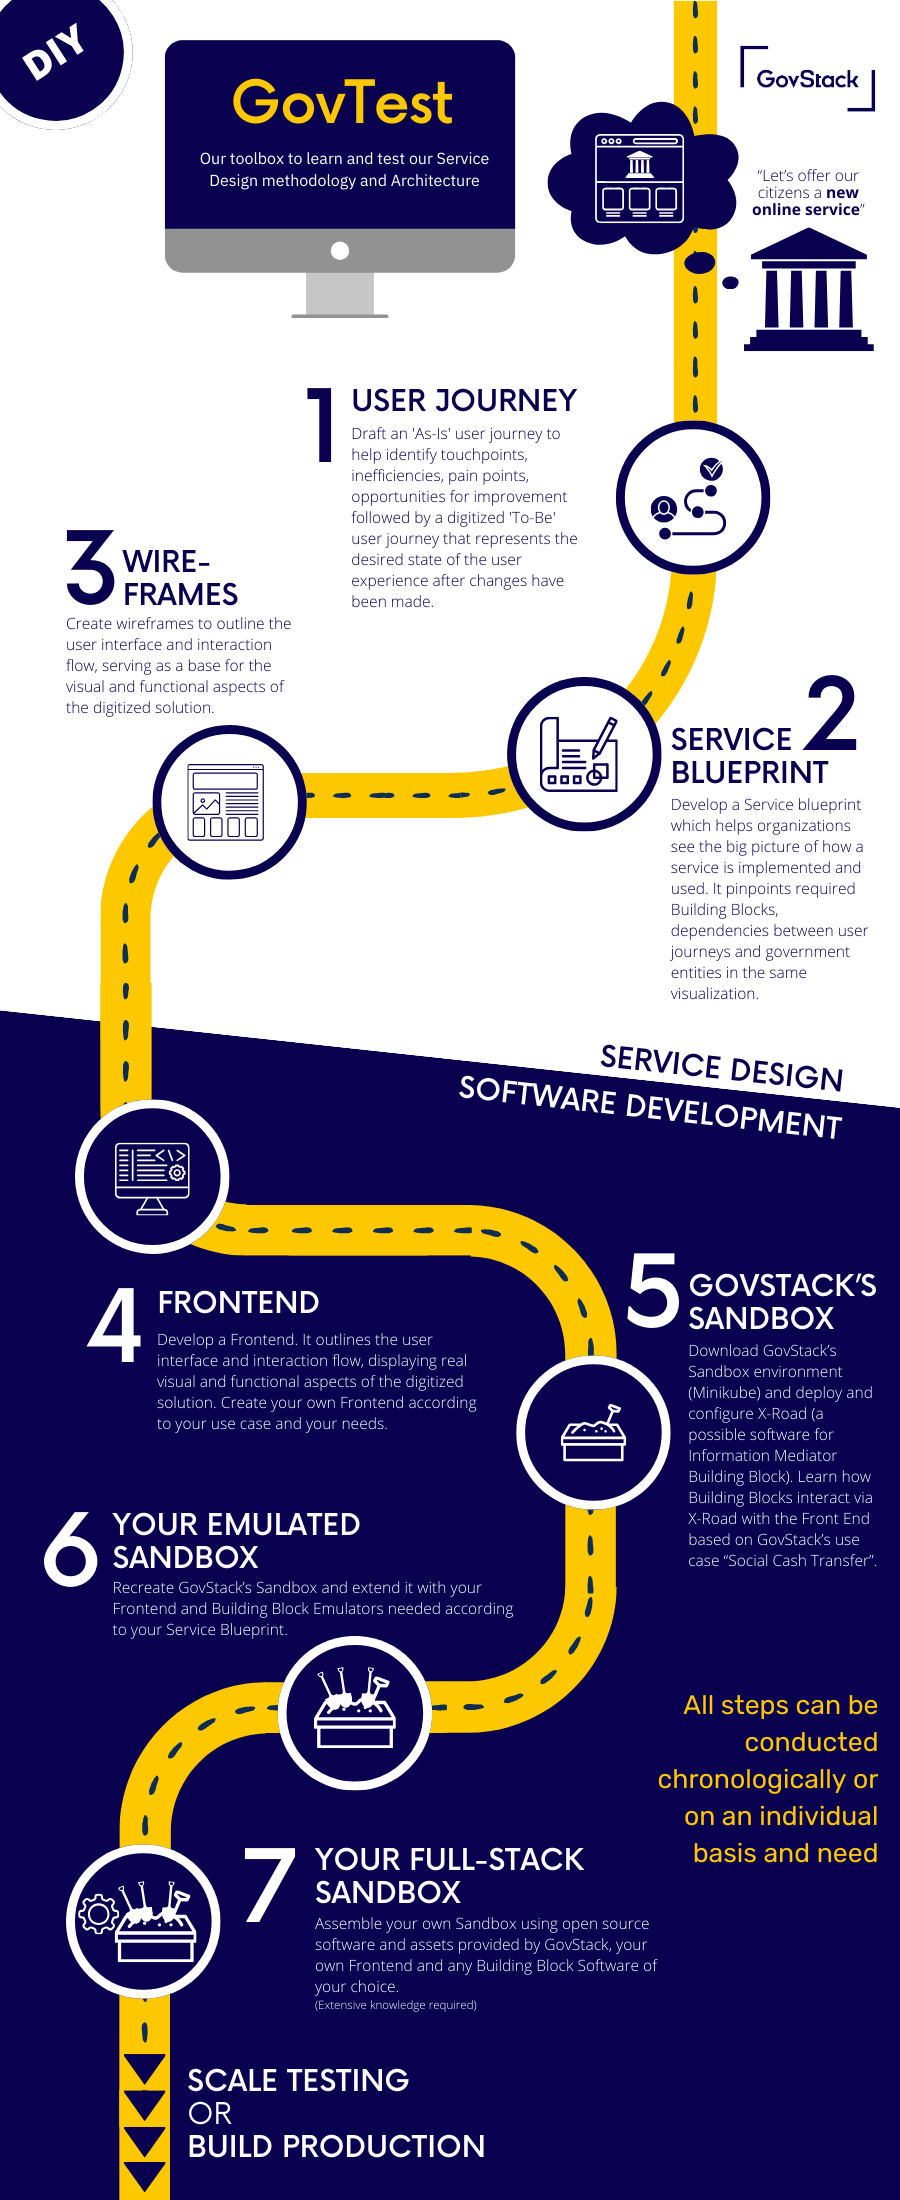 DIY
GovTest
Our toolbox to learn and test our Service
Design methodology and Architecture
GovStack
“Let’s offer our
citizens a new
online service”
1
USER JOURNEY
Draft an 'As-Is' user journey to
help identify touchpoints,
inefficiencies, pain points,
opportunities for improvement
followed by a digitized 'To-Be'
user journey that represents the
desired state of the user
experience after changes have
been made.
2
SERVICE
BLUEPRINT
Develop a Service blueprint
which helps organizations
see the big picture of how a
service is implemented and
used. It pinpoints required
Building Blocks,
dependencies between user
journeys and government
entities in the same
visualization.
3
WIRE-
FRAMES
Create wireframes to outline the
user interface and interaction
flow, serving as a base for the
visual and functional aspects of
the digitized solution.
SERVICE DESIGN
SOFTWARE DEVELOPMENT
4
FRONTEND
Develop a Frontend. It outlines the user
interface and interaction flow, displaying real
visual and functional aspects of the digitized
solution. Create your own Frontend according
to your use case and your needs.
5
GOVSTACK’S
SANDBOX
Download GovStack’s
Sandbox environment
(Minikube) and deploy and
configure X-Road (a
possible software for
Information Mediator
Building Block). Learn how
Building Blocks interact via
X-Road with the Front End
based on GovStack’s use
case “Social Cash Transfer”.
6
YOUR EMULATED
SANDBOX
Recreate GovStack’s Sandbox and extend it with your
Frontend and Building Block Emulators needed according
to your Service Blueprint.
All steps can be
conducted
chronologically or
on an individual
basis and need
7
YOUR FULL-STACK
SANDBOX
Assemble your own Sandbox using open source
software and assets provided by GovStack, your
own Frontend and any Building Block Software of
your choice.
(Extensive knowledge required)
SCALE TESTING
OR
BUILD PRODUCTION